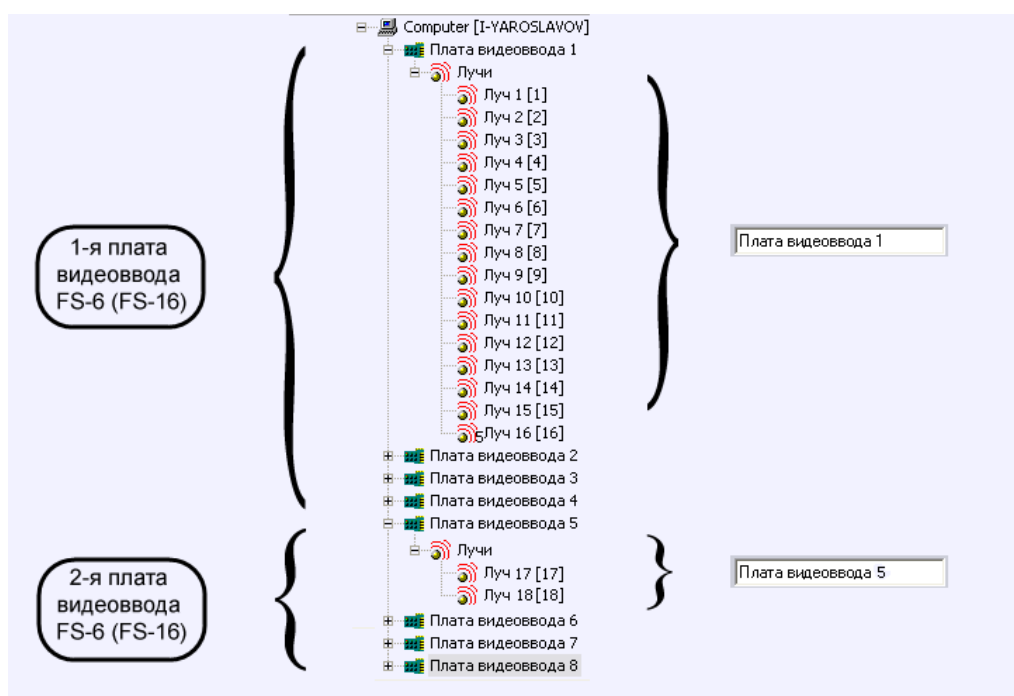 Computer [I-YAROSLAVOV]
Плата видеоввода 1
Лучи
Луч 1 [1]
Луч 2 [2]
Луч 3 [3]
Луч 4 [4]
Луч 5 [5]
Луч 6 [6]
Луч 7 [7]
Луч 8 [8]
Луч 9 [9]
Луч 10 [10]
Луч 11 [11]
Луч 12 [12]
Луч 13 [13]
Луч 14 [14]
Луч 15 [15]
5Луч 16 [16]
Плата видеоввода 2
Плата видеоввода 3
Плата видеоввода 4
Плата видеоввода 5
Лучи
Луч 17 [17]
Луч 18[18]
Плата видеоввода 6
Плата видеоввода 7
Плата видеоввода 8
1-я плата
видеоввода
FS-6 (FS-16)
2-я плата
видеоввода
FS-6 (FS-16)
Плата видеоввода 1
Плата видеоввода 5